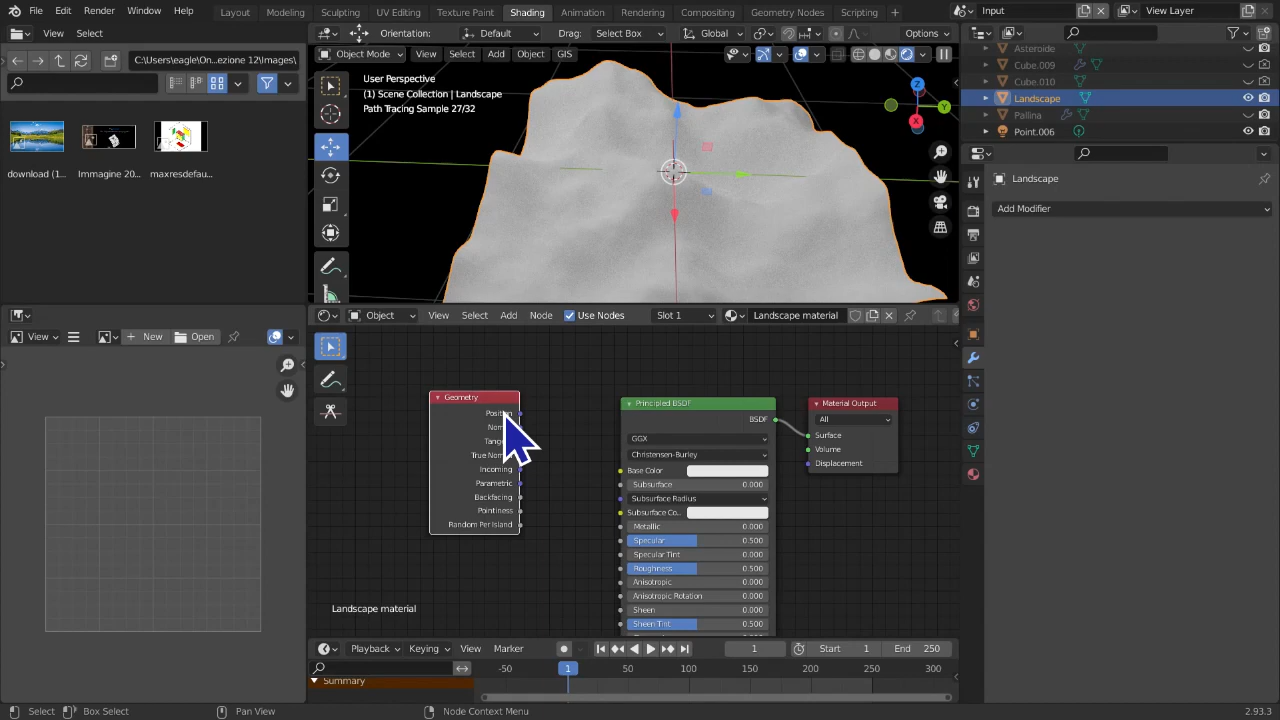 File Edit Render Window Help
Layout Modeling Sculpting UV Editing Texture Paint Shading Animation Rendering Compositing Geometry Nodes Scripting +
Input
View Layer
View Select
Orientation: Default Drag: Select Box Global Options
C:\Users\eagle\On...ezione 12\Images\
Object Mode View Select Add Object GIS
User Perspective
(1) Scene Collection | Landscape
Path Tracing Sample 27/32
Z
Y
X
download (1...
Immagine 20...
maxresdefau...
Asteroide
Cube.009
Cube.010
Landscape
Pallina
Point.006
Landscape
Add Modifier
View New Open
Object View Select Add Node Use Nodes Slot 1 Landscape material
Geometry
Position
Tange
True No
Incoming
Parametric
Backfacing
Pointiness
Random Per Island
Principled BSDF
BSDF
GGX
Christensen-Burley
Base Color
Subsurface 0.000
Subsurface Radius
Subsurface Co...
Metallic 0.000
Specular 0.500
Specular Tint 0.000
Roughness 0.500
Anisotropic 0.000
Anisotropic Rotation 0.000
Sheen 0.000
Sheen Tint 0.500
Material Output
All
Surface
Volume
Displacement
Landscape material
Playback Keying View Marker 1 Start 1 End 250
-50 1 50 100 150 200 250 300
Summary
Select Box Select Pan View Node Context Menu 2.93.3